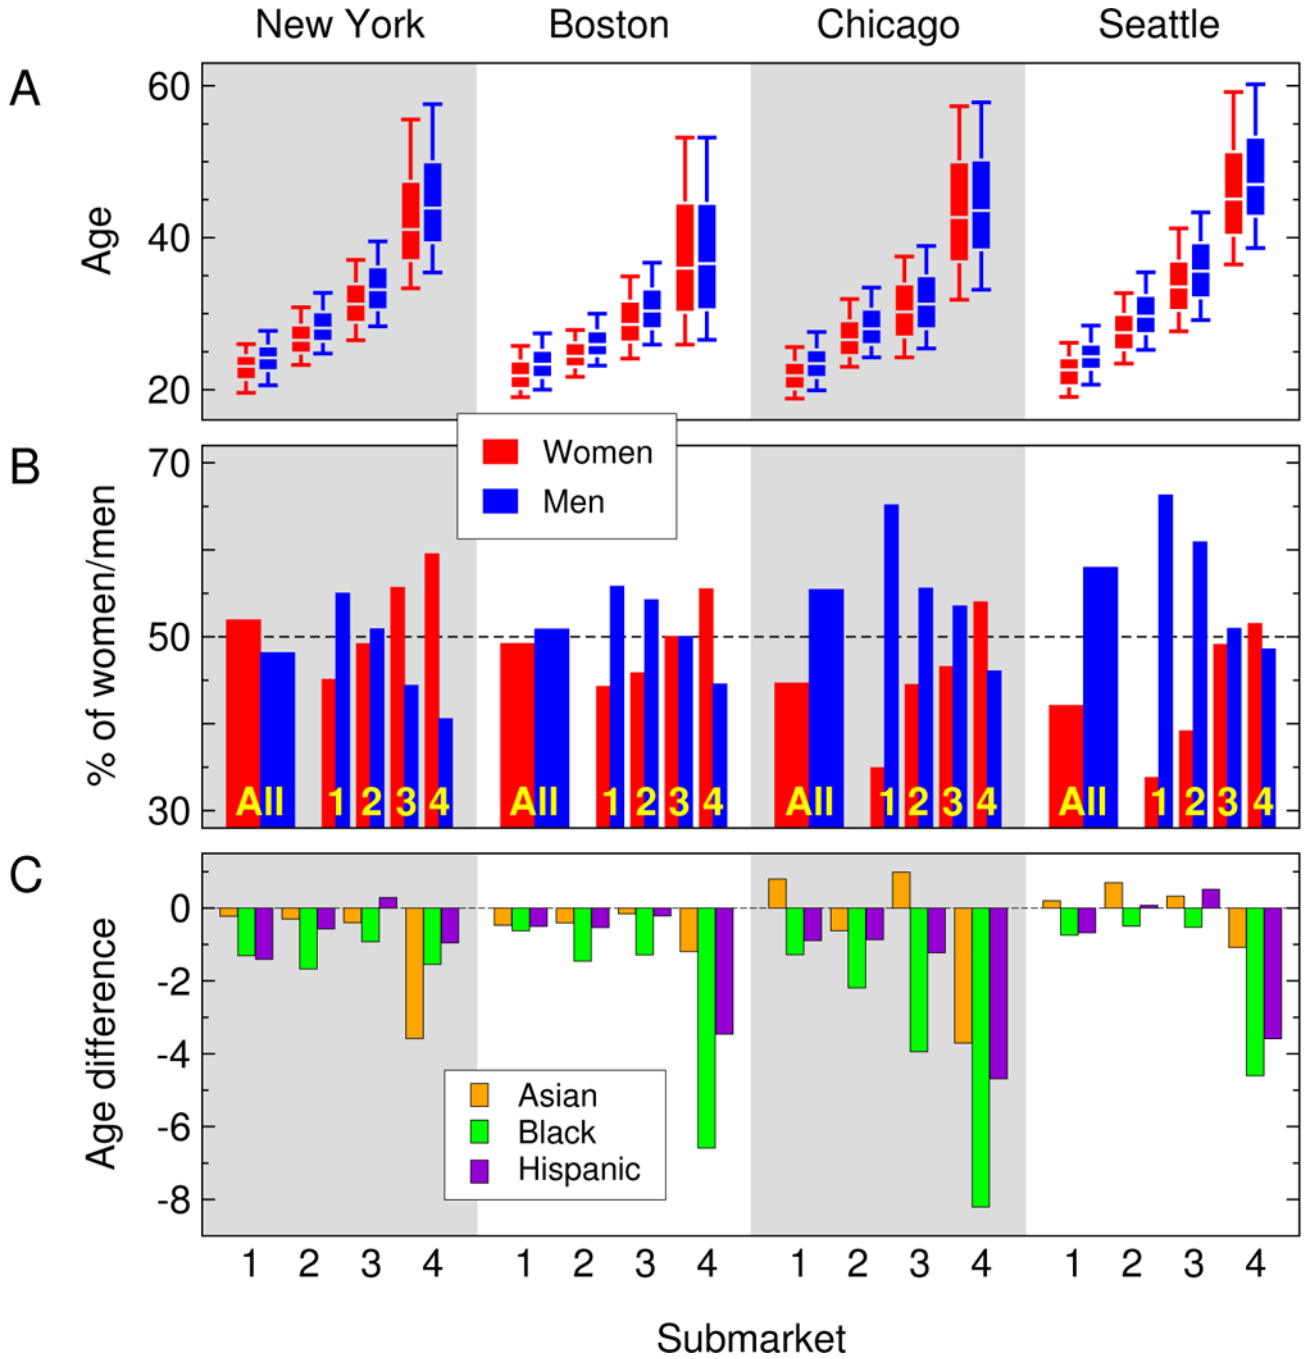 New York Boston Chicago Seattle
A
60
40
20
Age
B
70
50
30
% of women/men
Women
Men
All 1 2 3 4 All 1 2 3 4 All 1 2 3 4 All 1 2 3 4
C
0
-2
-4
-6
-8
Age difference
Asian
Black
Hispanic
1 2 3 4 1 2 3 4 1 2 3 4 1 2 3 4
Submarket